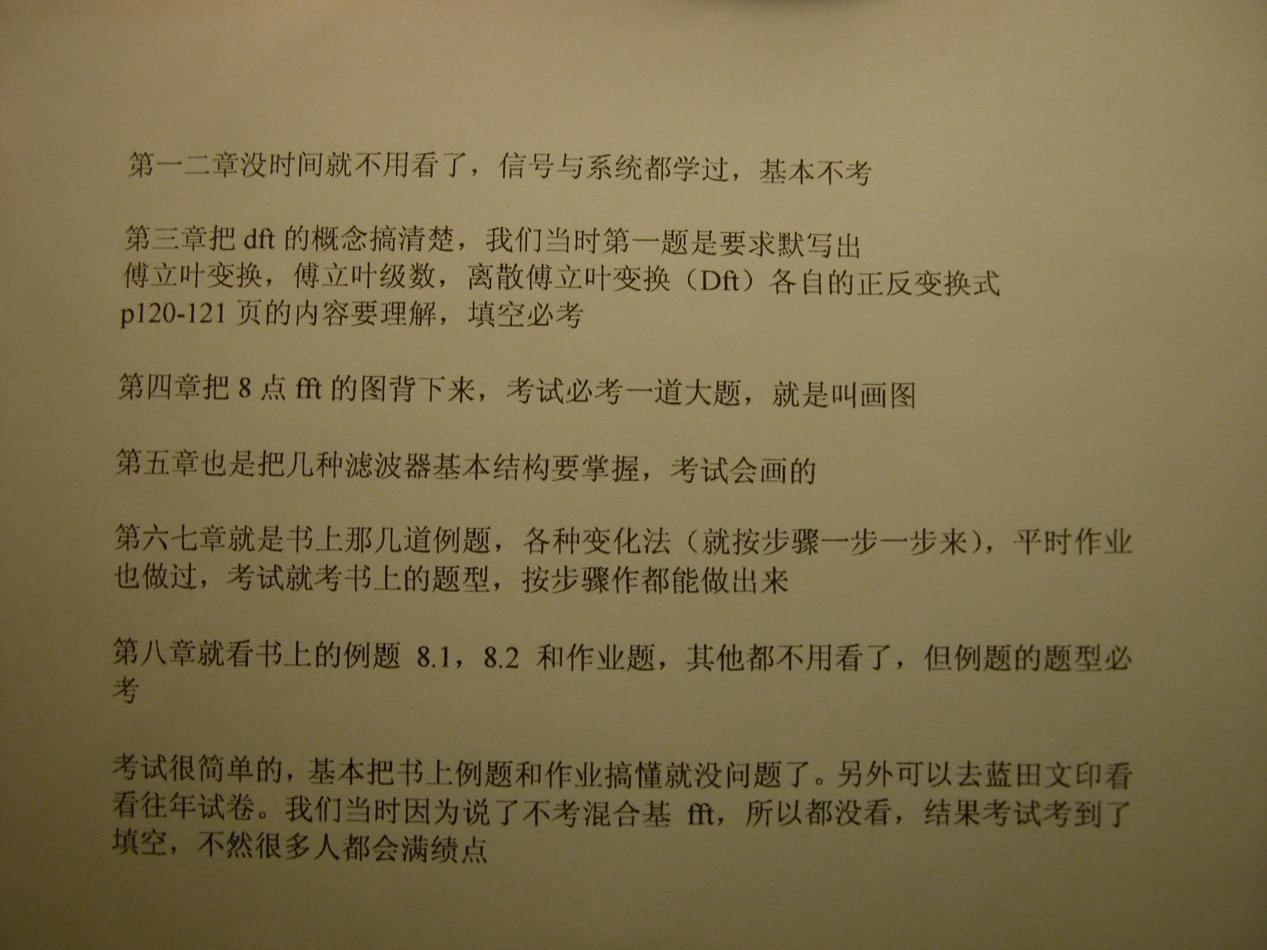 第一二章没时间就不用看了，信号与系统都学过，基本不考
第三章把 dft 的概念搞清楚，我们当时第一题是要求默写出
傅立叶变换，傅立叶级数，离散傅立叶变换（Dft）各自的正反变换式
p120-121 页的内容要理解，填空必考
第四章把 8 点 fft 的图背下来，考试必考一道大题，就是叫画图
第五章也是把几种滤波器基本结构要掌握，考试会画的
第六七章就是书上那几道例题，各种变化法（就按步骤一步一步来），平时作业
也做过，考试就考书上的题型，按步骤作都能做出来
第八章就看书上的例题 8.1，8.2 和作业题，其他都不用看了，但例题的题型必
考
考试很简单的，基本把书上例题和作业搞懂就没问题了。另外可以去蓝田文印看
看往年试卷。我们当时因为说了不考混合基 fft，所以都没看，结果考试考到了
填空，不然很多人都会满绩点